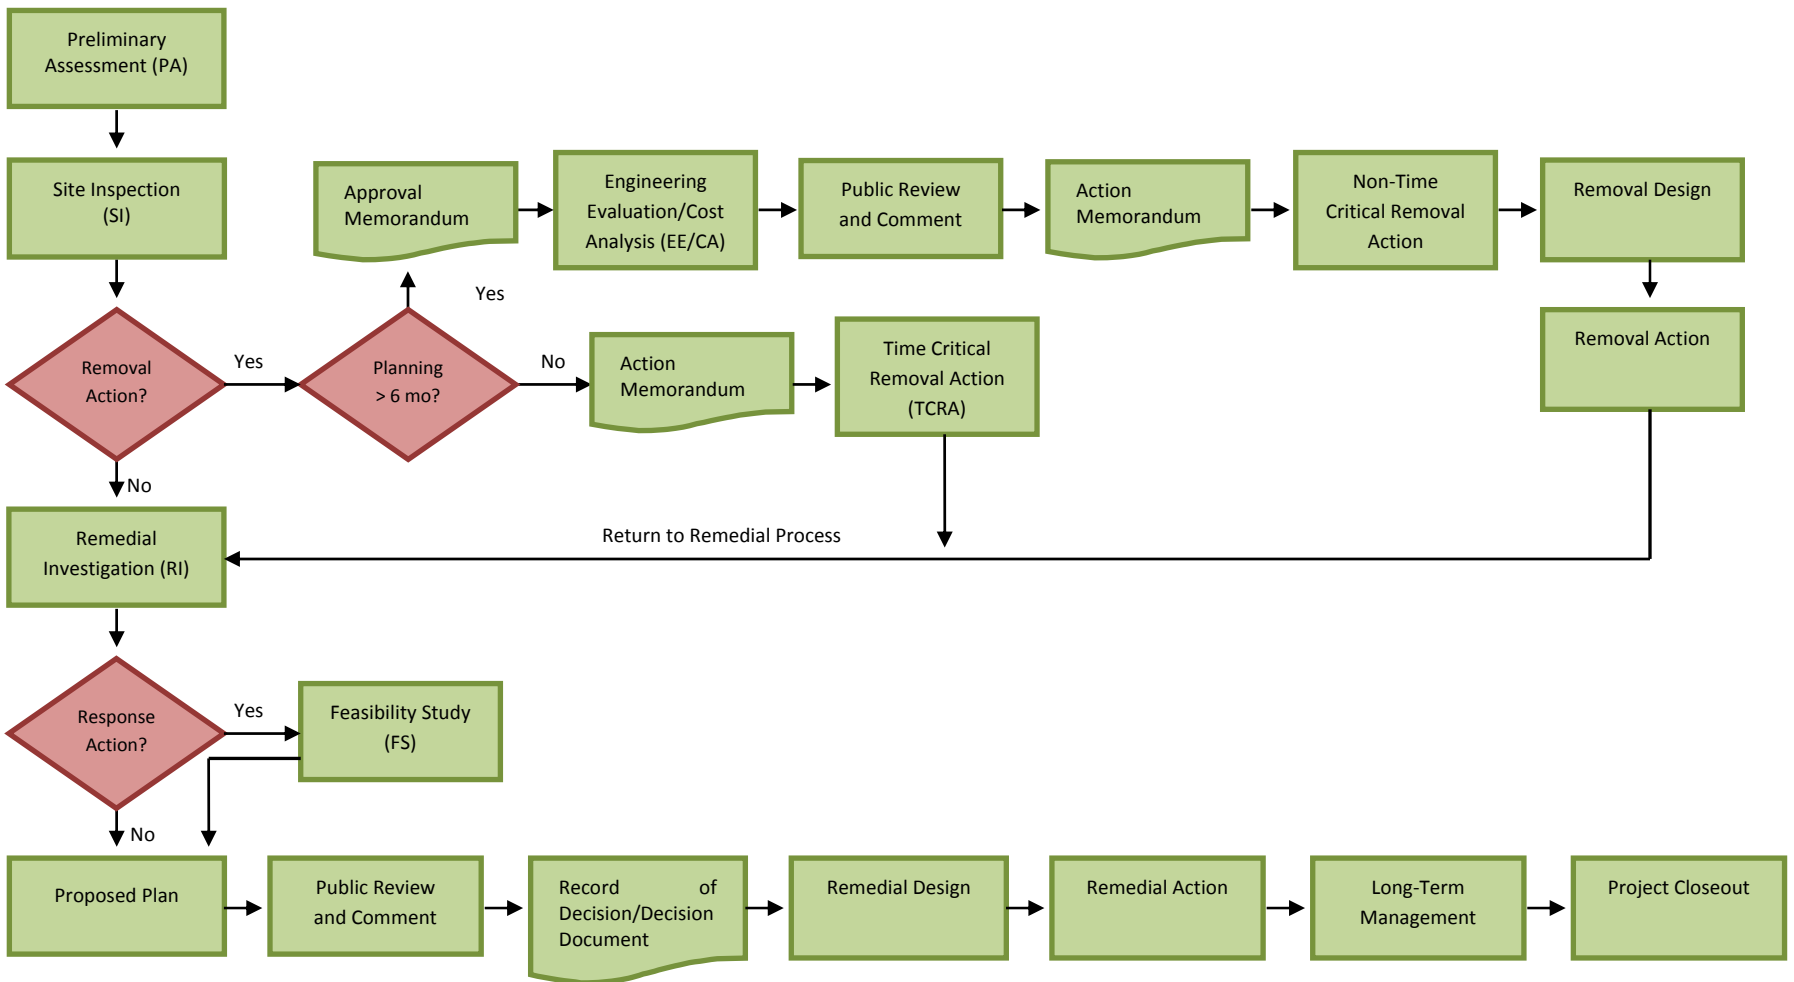 Preliminary
Assessment (PA)
Site Inspection
(SI)
Approval
Memorandum
Engineering
Evaluation/Cost
Analysis (EE/CA)
Public Review
and Comment
Action
Memorandum
Non-Time
Critical Removal
Action
Removal Design
Yes
Removal
Action?
Yes
Planning
> 6 mo?
No
Action
Memorandum
Time Critical
Removal Action
(TCRA)
Removal Action
No
Remedial
Investigation (RI)
Return to Remedial Process
Response
Action?
Yes
Feasibility Study
(FS)
No
Proposed Plan
Public Review
and Comment
Record of
Decision/Decision
Document
Remedial Design
Remedial Action
Long-Term
Management
Project Closeout